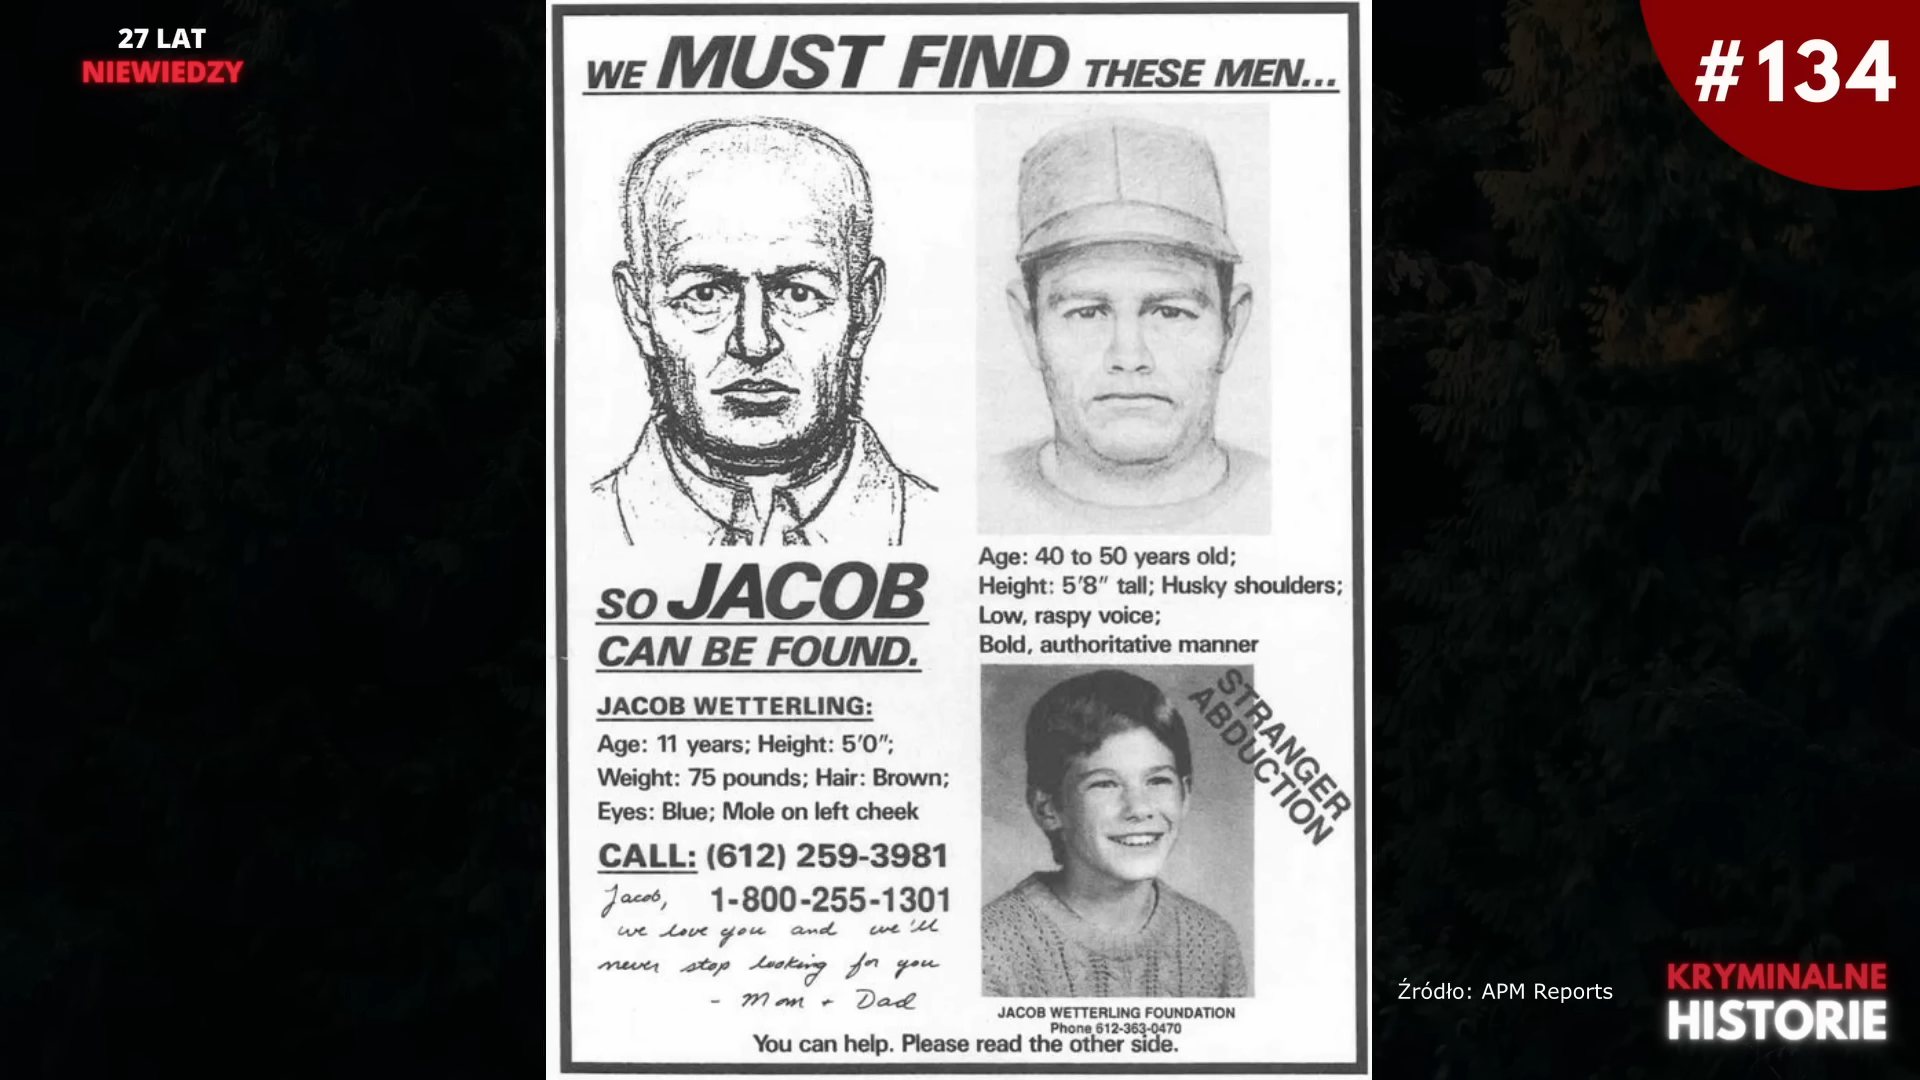 27 LAT
NIEWIEDZY
#134
WE MUST FIND THESE MEN...
SO JACOB
CAN BE FOUND.
Age: 40 to 50 years old;
Height: 5'8" tall; Husky shoulders;
Low, raspy voice;
Bold, authoritative manner
JACOB WETTERLING:
Age: 11 years; Height: 5'0";
Weight: 75 pounds; Hair: Brown;
Eyes: Blue; Mole on left cheek
CALL: (612) 259-3981
1-800-255-1301
Jacob,
we love you and we'll
never stop looking for you
- Mom + Dad
STRANGER
ABDUCTION
JACOB WETTERLING FOUNDATION
Phone 612-363-0470
You can help. Please read the other side.
Źródło: APM Reports
KRYMINALNE
HISTORIE